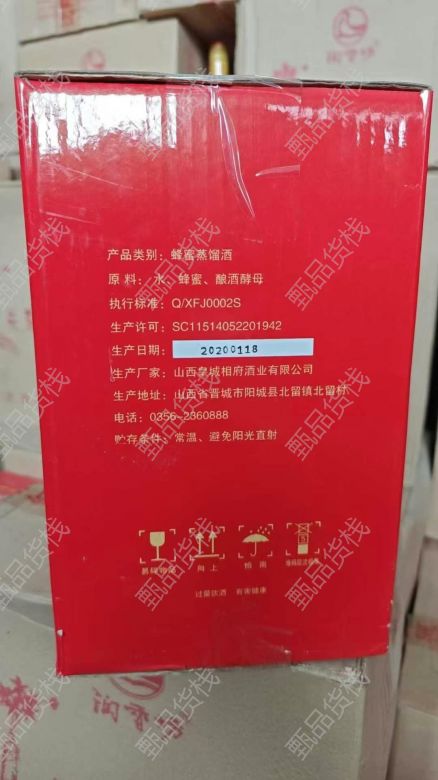 产品类别：蜂蜜蒸馏酒
原料：水、蜂蜜、酿酒酵母
执行标准：Q/XFJ0002S
生产许可：SC11514052201942
生产日期：20200118
生产厂家：山西皇城相府酒业有限公司
生产地址：山西省晋城市阳城县北留镇北留村
电话：0356-2360888
贮存条件：常温、避免阳光直射
向上
怕雨
过量饮酒 有害健康
甄品货栈